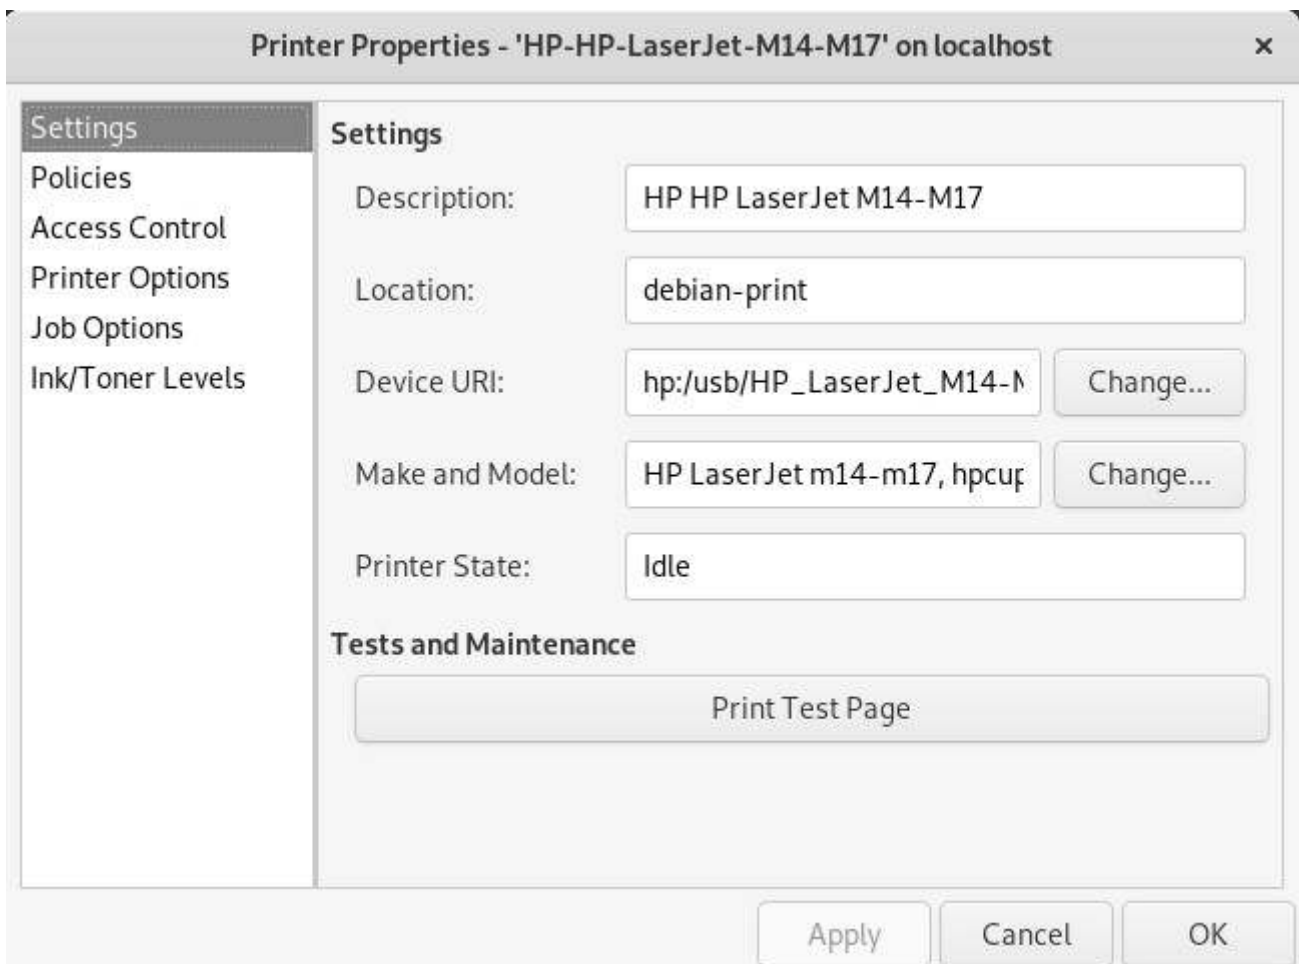 Printer Properties - 'HP-HP-LaserJet-M14-M17' on localhost
Settings
Policies
Access Control
Printer Options
Job Options
Ink/Toner Levels
Settings
Description: HP HP LaserJet M14-M17
Location: debian-print
Device URI: hp:/usb/HP_LaserJet_M14- Change...
Make and Model: HP LaserJet m14-m17, Change...
Printer State: Idle
Tests and Maintenance
Print Test Page
Apply Cancel OK